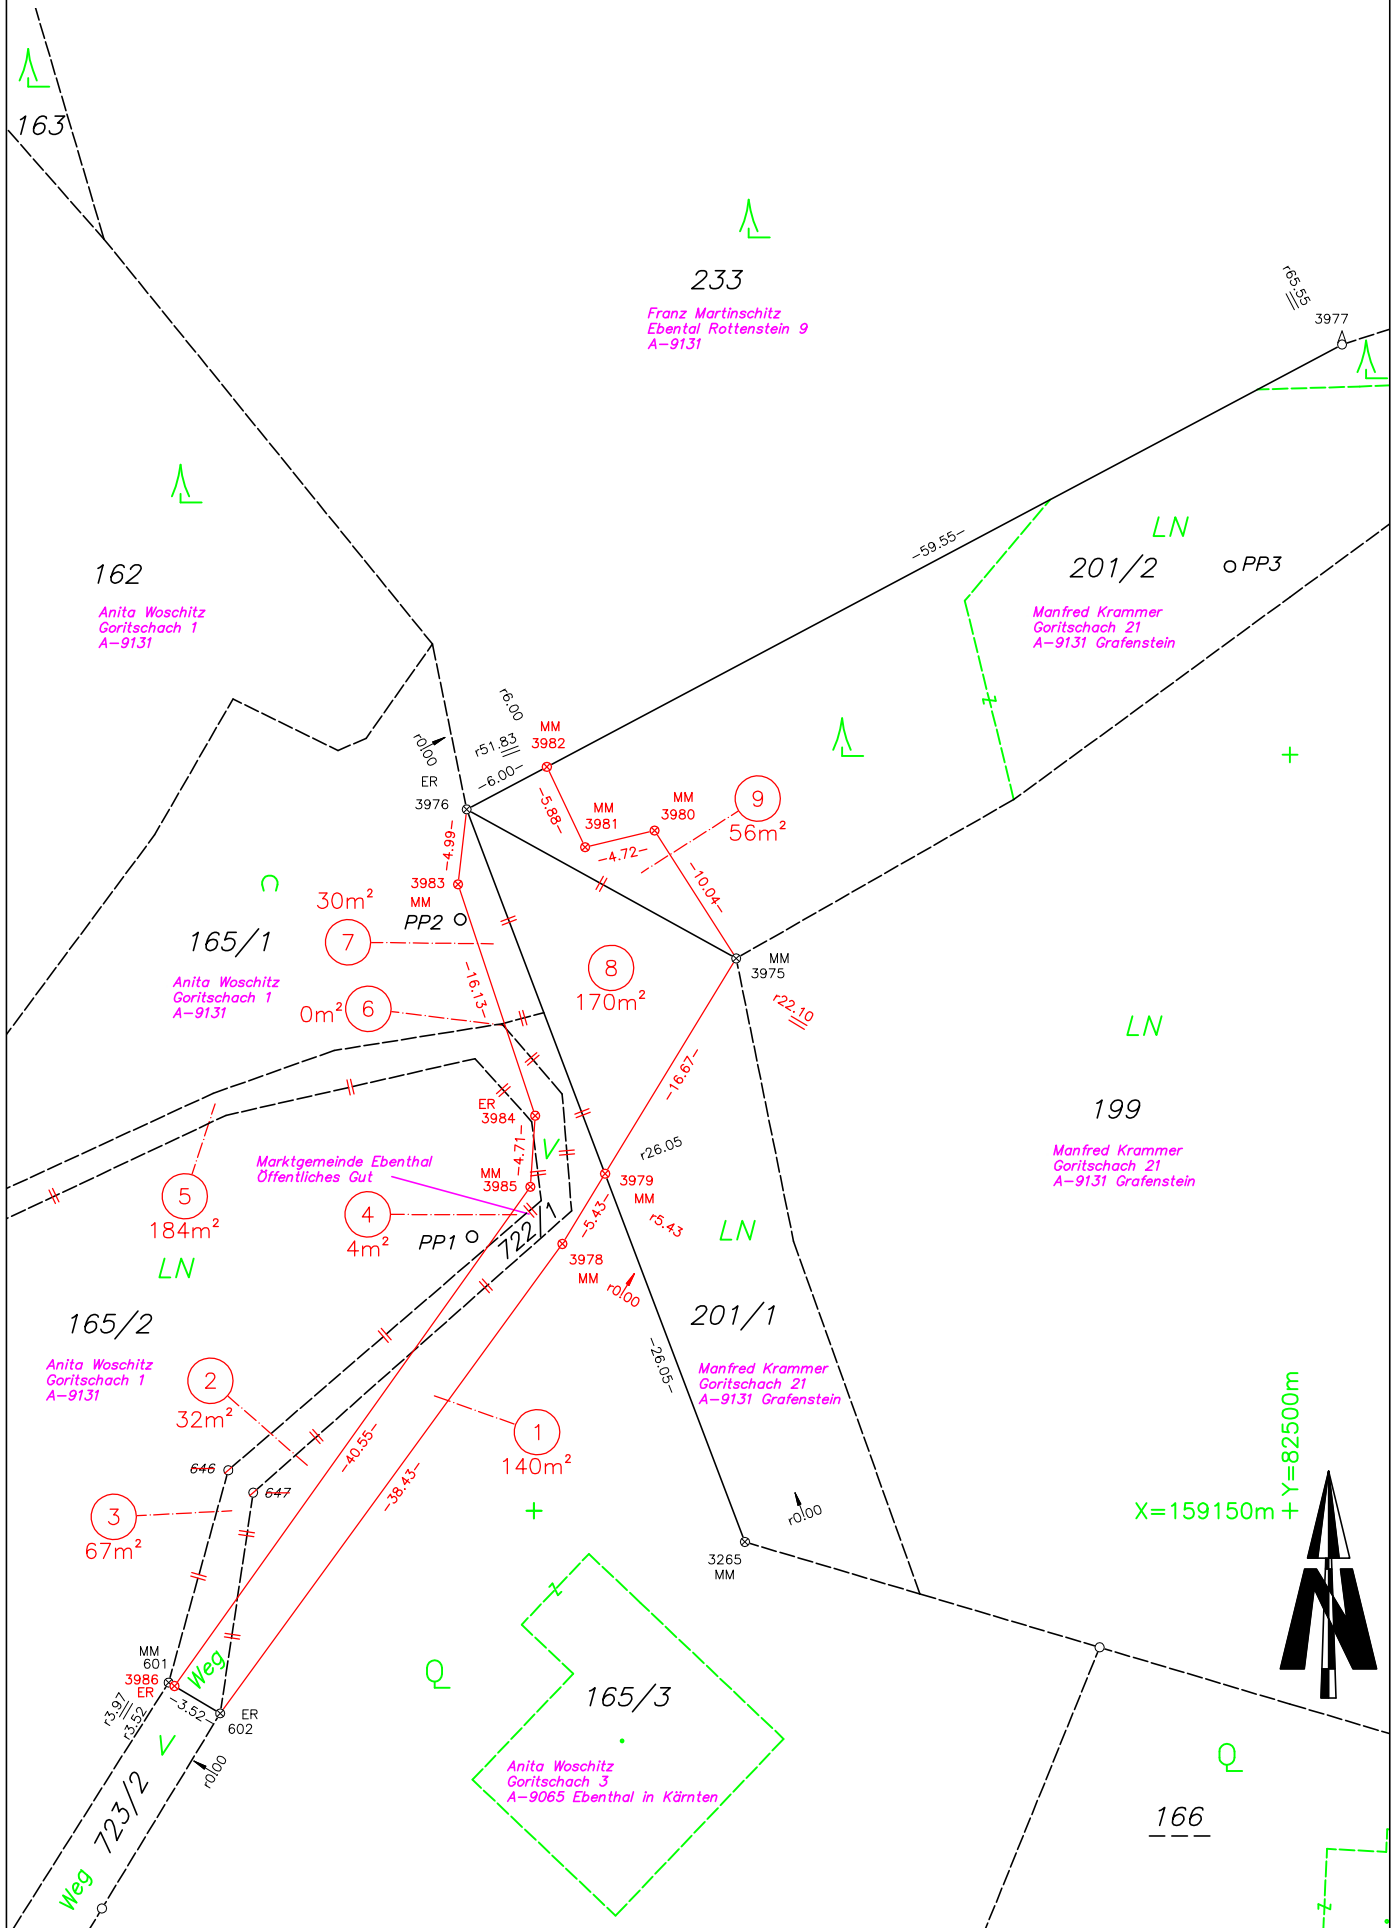 163
233
Franz Martinschitz
Ebental Rottenstein 9
A-9131
r65.55
3977
162
Anita Woschitz
Goritschach 1
A-9131
-59.55-
LN
201/2
PP3
Manfred Krammer
Goritschach 21
A-9131 Grafenstein
r6.00
r0.00
r51.83
MM
3982
-6.00-
ER
3976
-5.88-
MM
3981
MM
3980
9
56m²
-4.99-
-4.72-
-10.04-
3983
MM
30m²
PP2
7
165/1
Anita Woschitz
Goritschach 1
A-9131
8
170m²
MM
3975
r22.10
-16.13-
0m²
6
LN
-16.67-
199
Manfred Krammer
Goritschach 21
A-9131 Grafenstein
ER
3984
-4.71-
V
r26.05
Marktgemeinde Ebenthal
Öffentliches Gut
MM
3985
3979
MM
5
184m²
4
4m²
PP1
722/1
-5.43-
r5.43
3978
MM
r0.00
LN
LN
165/2
Anita Woschitz
Goritschach 1
A-9131
201/1
-26.05-
Manfred Krammer
Goritschach 21
A-9131 Grafenstein
2
32m²
1
140m²
-40.55-
-38.43-
646
647
3
67m²
Y=82500m
X=159150m
r0.00
3265
MM
N
MM
601
3986
ER
Weg
r3.97
r3.52
-3.52-
ER
602
V
r0.00
165/3
Anita Woschitz
Goritschach 3
A-9065 Ebenthal in Kärnten
723/2
Weg
166